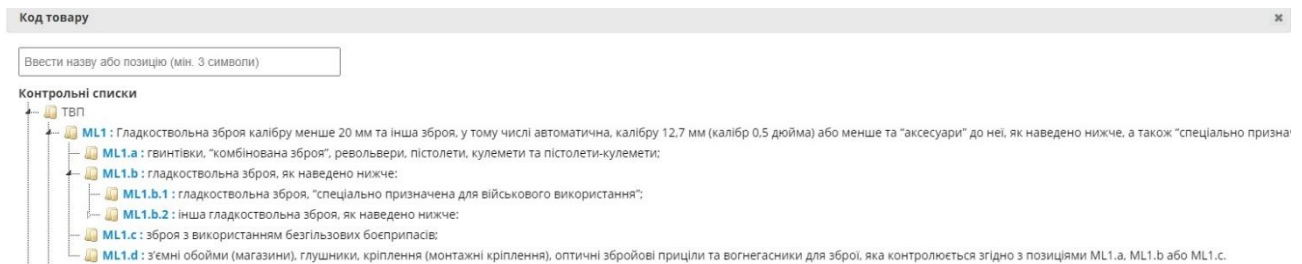 Код товару
Ввести назву або позицію (мін. 3 символи)
Контрольні списки
ТВП
ML1 : Гладкоствольна зброя калібру менше 20 мм та інша зброя, у тому числі автоматична, калібру 12,7 мм (калібр 0,5 дюйма) або менше та “аксесуари” до неї, як наведено нижче, а також “спеціально призна
ML1.a : гвинтівки, “комбінована зброя”, револьвери, пістолети, кулемети та пістолети-кулемети;
ML1.b : гладкоствольна зброя, як наведено нижче:
ML1.b.1 : гладкоствольна зброя, “спеціально призначена для військового використання”;
ML1.b.2 : інша гладкоствольна зброя, як наведено нижче:
ML1.c : зброя з використанням безгільзових боєприпасів;
ML1.d : з’ємні обойми (магазини), глушники, кріплення (монтажні кріплення), оптичні збройові приціли та вогнегасники для зброї, яка контролюється згідно з позиціями ML1.a, ML1.b або ML1.c.